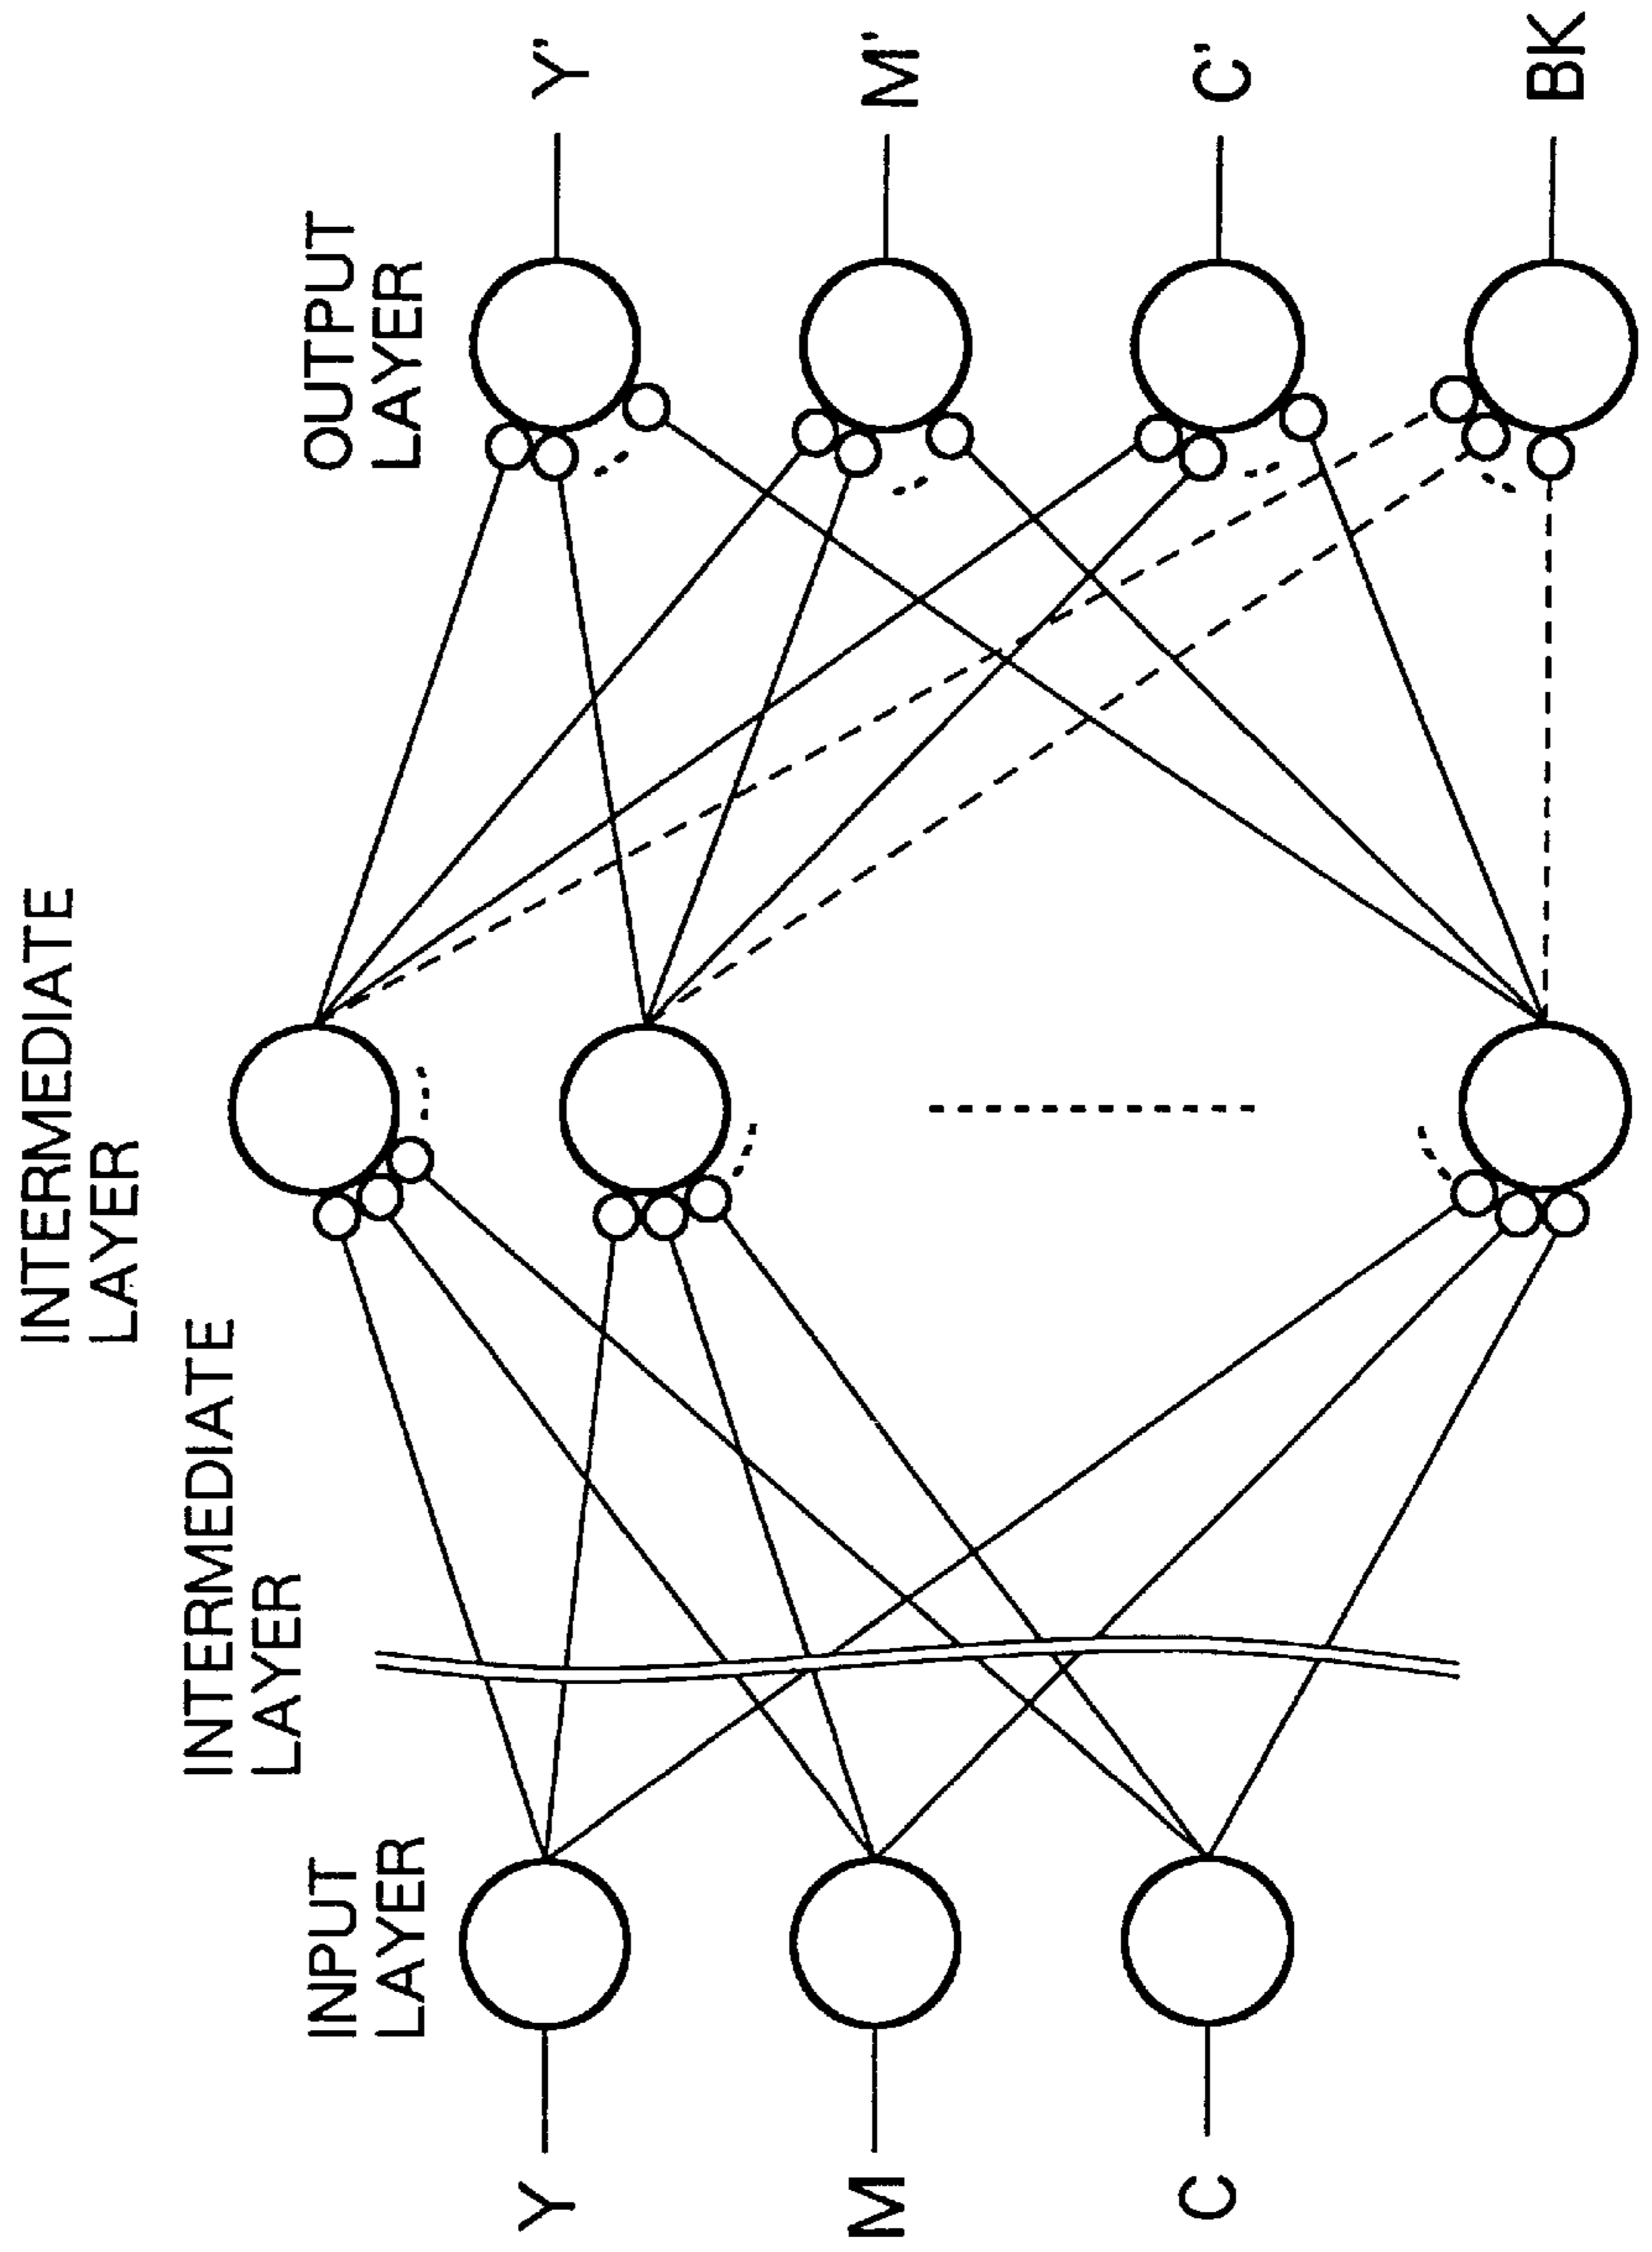 INTERMEDIATE
LAYER
INTERMEDIATE
LAYER
INPUT
LAYER
OUTPUT
LAYER
Y
Y'
M
M'
C
C'
BK